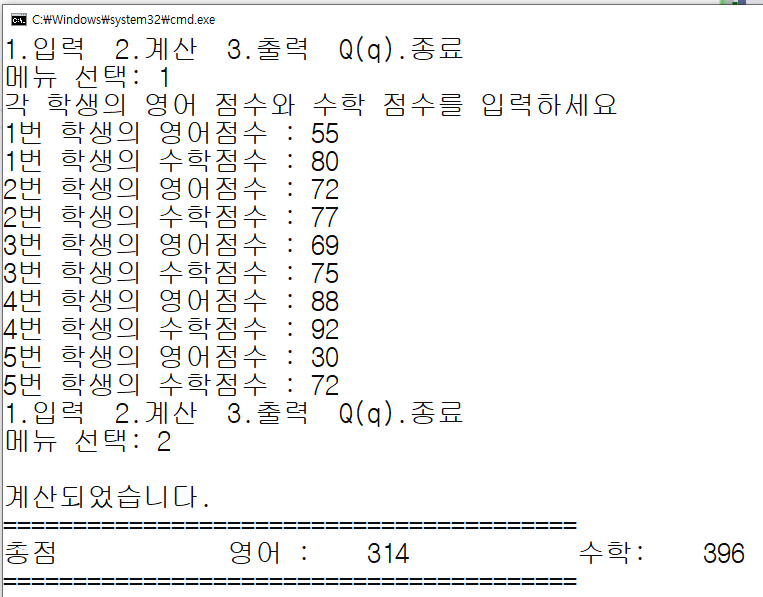 C:\Windows\system32\cmd.exe
1.입력  2.계산  3.출력  Q(q).종료
메뉴 선택: 1
각 학생의 영어 점수와 수학 점수를 입력하세요
1번 학생의 영어점수 : 55
1번 학생의 수학점수 : 80
2번 학생의 영어점수 : 72
2번 학생의 수학점수 : 77
3번 학생의 영어점수 : 69
3번 학생의 수학점수 : 75
4번 학생의 영어점수 : 88
4번 학생의 수학점수 : 92
5번 학생의 영어점수 : 30
5번 학생의 수학점수 : 72
1.입력  2.계산  3.출력  Q(q).종료
메뉴 선택: 2
계산되었습니다.
=========================================
총점            영어 :    314            수학:    396
=========================================